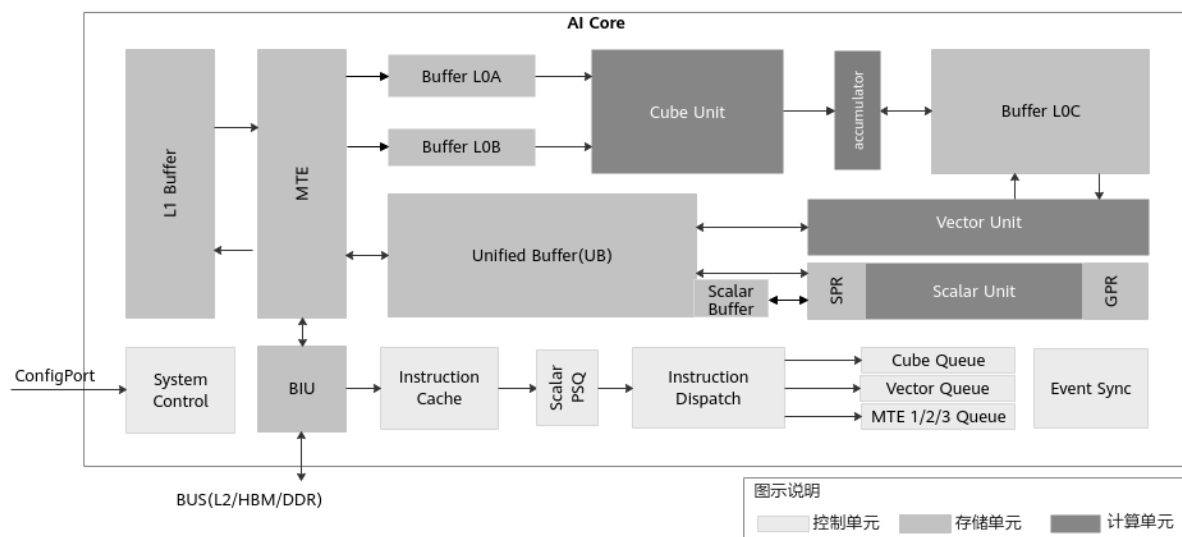 AI Core
L1 Buffer
MTE
Buffer L0A
Buffer L0B
Cube Unit
accumulator
Buffer L0C
Unified Buffer(UB)
Vector Unit
Scalar
Buffer
SPR
Scalar Unit
GPR
ConfigPort
System
Control
BIU
Instruction
Cache
Scalar
PSQ
Instruction
Dispatch
Cube Queue
Vector Queue
MTE 1/2/3 Queue
Event Sync
BUS(L2/HBM/DDR)
图示说明
控制单元
存储单元
计算单元